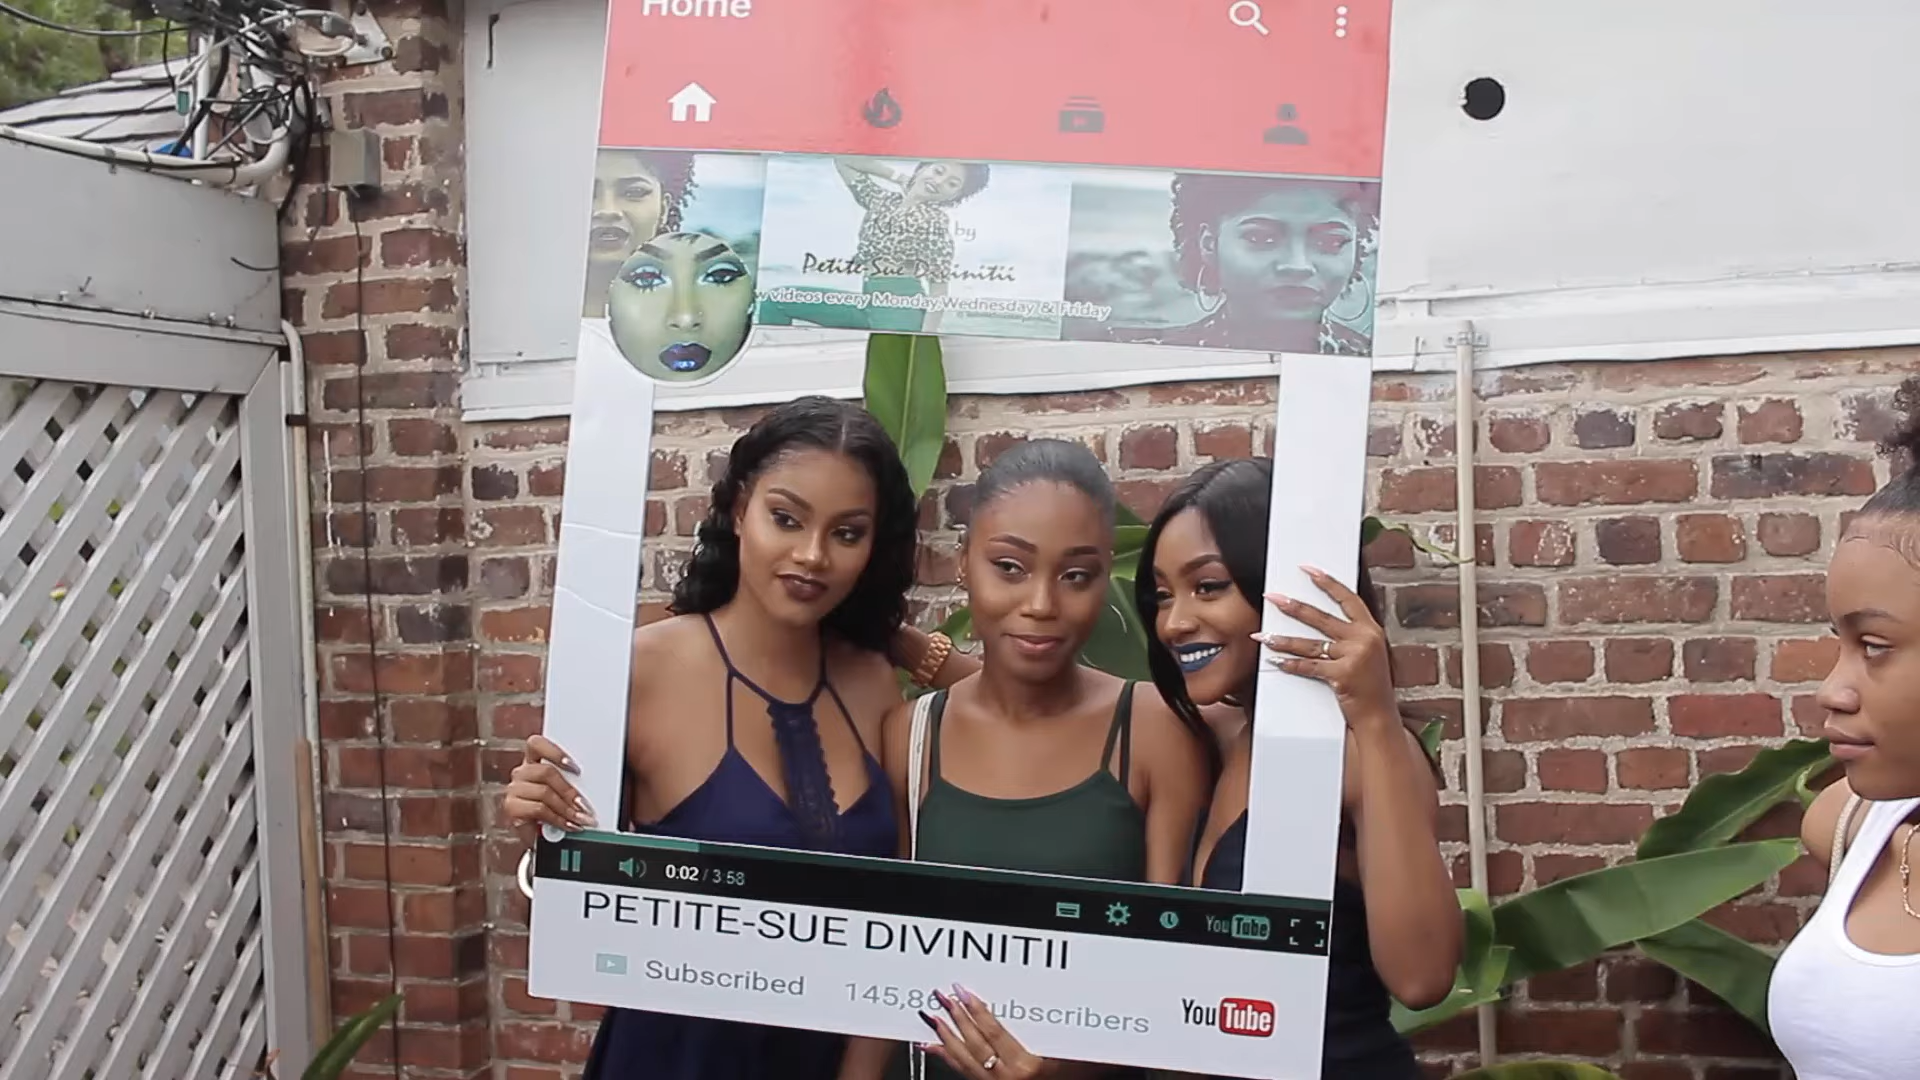 Home
Makeup by
Petite-Sue Divinitii
videos every Monday,Wednesday & Friday
0:02 / 3:58
YouTube
PETITE-SUE DIVINITII
Subscribed
subscribers
YouTube